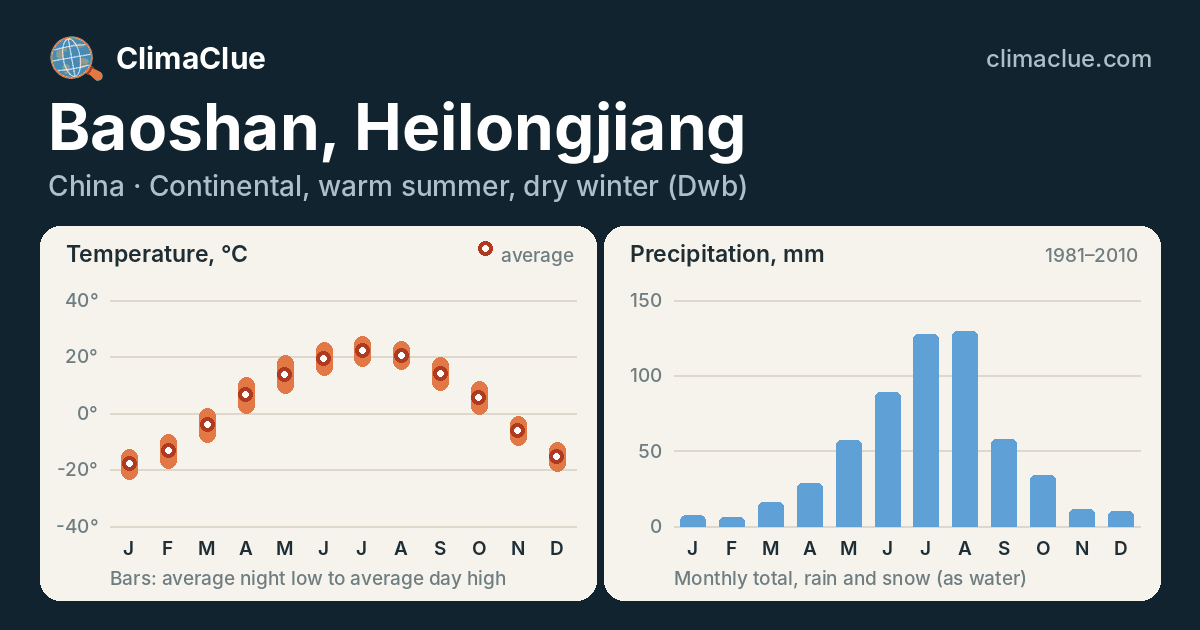 ClimaClue
climaclue.com
Baoshan, Heilongjiang
China · Continental, warm summer, dry winter (Dwb)
Temperature, °C
average
40°
20°
0°
-20°
-40°
J F M A M J J A S O N D
Bars: average night low to average day high
Precipitation, mm
1981–2010
150
100
50
0
J F M A M J J A S O N D
Monthly total, rain and snow (as water)